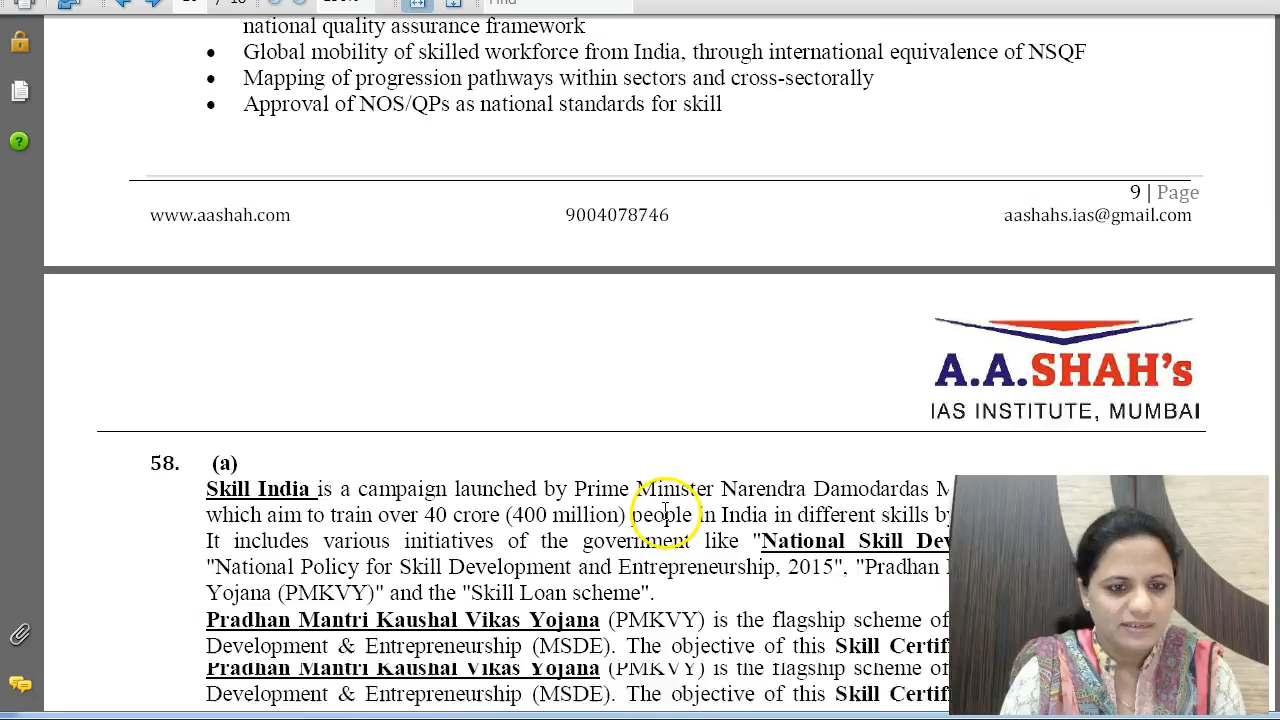 national quality assurance framework
• Global mobility of skilled workforce from India, through international equivalence of NSQF
• Mapping of progression pathways within sectors and cross-sectorally
• Approval of NOS/QPs as national standards for skill
9 | Page
www.aashah.com 9004078746 aashahs.ias@gmail.com
A.A.SHAH's
IAS INSTITUTE, MUMBAI
58. (a)
Skill India is a campaign launched by Prime Minister Narendra Damodardas
which aim to train over 40 crore (400 million) people in India in different skills
It includes various initiatives of the government like "National Skill
"National Policy for Skill Development and Entrepreneurship, 2015", "Pradhan
Yojana (PMKVY)" and the "Skill Loan scheme".
Pradhan Mantri Kaushal Vikas Yojana (PMKVY) is the flagship scheme of
Development & Entrepreneurship (MSDE). The objective of this Skill
Pradhan Mantri Kaushal Vikas Yojana (PMKVY) is the flagship scheme of
Development & Entrepreneurship (MSDE). The objective of this Skill